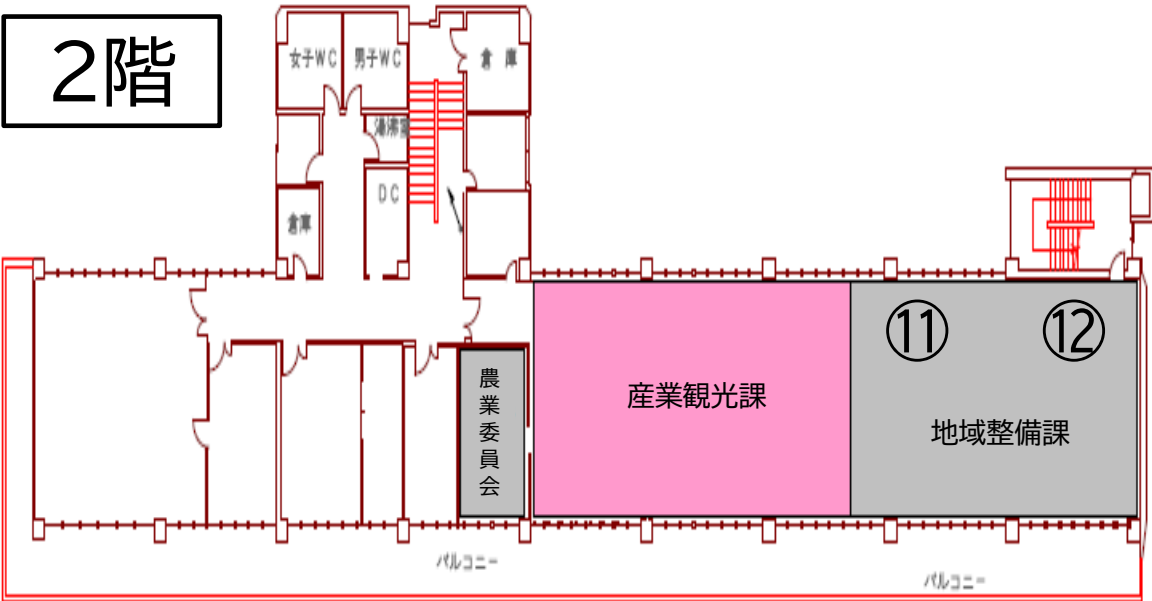 2階
女子WC
男子WC
倉庫
湯沸室
DC
倉庫
⑪
⑫
農業委員会
産業観光課
地域整備課
バルコニー
バルコニー